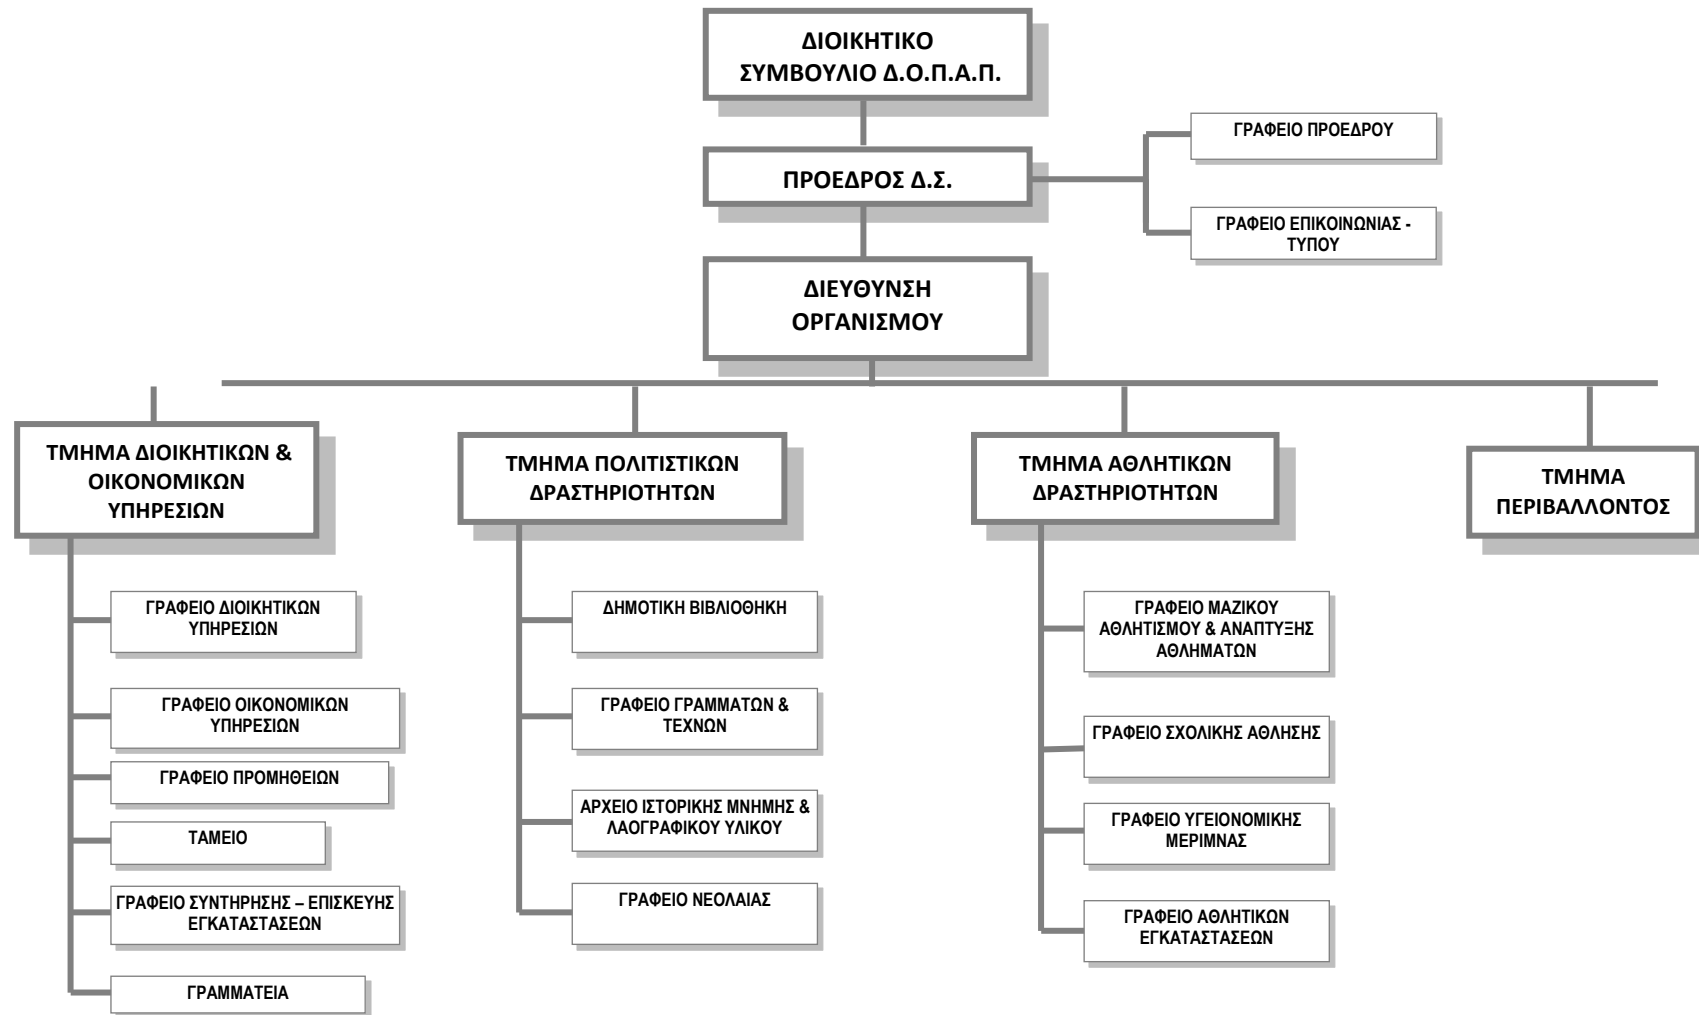 ΔΙΟΙΚΗΤΙΚΟ
ΣΥΜΒΟΥΛΙΟ Δ.Ο.Π.Α.Π.
ΓΡΑΦΕΙΟ ΠΡΟΕΔΡΟΥ
ΠΡΟΕΔΡΟΣ Δ.Σ.
ΓΡΑΦΕΙΟ ΕΠΙΚΟΙΝΩΝΙΑΣ -
ΤΥΠΟΥ
ΔΙΕΥΘΥΝΣΗ
ΟΡΓΑΝΙΣΜΟΥ
ΤΜΗΜΑ ΔΙΟΙΚΗΤΙΚΩΝ &
ΟΙΚΟΝΟΜΙΚΩΝ
ΥΠΗΡΕΣΙΩΝ
ΤΜΗΜΑ ΠΟΛΙΤΙΣΤΙΚΩΝ
ΔΡΑΣΤΗΡΙΟΤΗΤΩΝ
ΤΜΗΜΑ ΑΘΛΗΤΙΚΩΝ
ΔΡΑΣΤΗΡΙΟΤΗΤΩΝ
ΤΜΗΜΑ
ΠΕΡΙΒΑΛΛΟΝΤΟΣ
ΓΡΑΦΕΙΟ ΔΙΟΙΚΗΤΙΚΩΝ
ΥΠΗΡΕΣΙΩΝ
ΓΡΑΦΕΙΟ ΟΙΚΟΝΟΜΙΚΩΝ
ΥΠΗΡΕΣΙΩΝ
ΓΡΑΦΕΙΟ ΠΡΟΜΗΘΕΙΩΝ
ΤΑΜΕΙΟ
ΓΡΑΦΕΙΟ ΣΥΝΤΗΡΗΣΗΣ – ΕΠΙΣΚΕΥΗΣ
ΕΓΚΑΤΑΣΤΑΣΕΩΝ
ΓΡΑΜΜΑΤΕΙΑ
ΔΗΜΟΤΙΚΗ ΒΙΒΛΙΟΘΗΚΗ
ΓΡΑΦΕΙΟ ΓΡΑΜΜΑΤΩΝ &
ΤΕΧΝΩΝ
ΑΡΧΕΙΟ ΙΣΤΟΡΙΚΗΣ ΜΝΗΜΗΣ &
ΛΑΟΓΡΑΦΙΚΟΥ ΥΛΙΚΟΥ
ΓΡΑΦΕΙΟ ΝΕΟΛΑΙΑΣ
ΓΡΑΦΕΙΟ ΜΑΖΙΚΟΥ
ΑΘΛΗΤΙΣΜΟΥ & ΑΝΑΠΤΥΞΗΣ
ΑΘΛΗΜΑΤΩΝ
ΓΡΑΦΕΙΟ ΣΧΟΛΙΚΗΣ ΑΘΛΗΣΗΣ
ΓΡΑΦΕΙΟ ΥΓΕΙΟΝΟΜΙΚΗΣ
ΜΕΡΙΜΝΑΣ
ΓΡΑΦΕΙΟ ΑΘΛΗΤΙΚΩΝ
ΕΓΚΑΤΑΣΤΑΣΕΩΝ